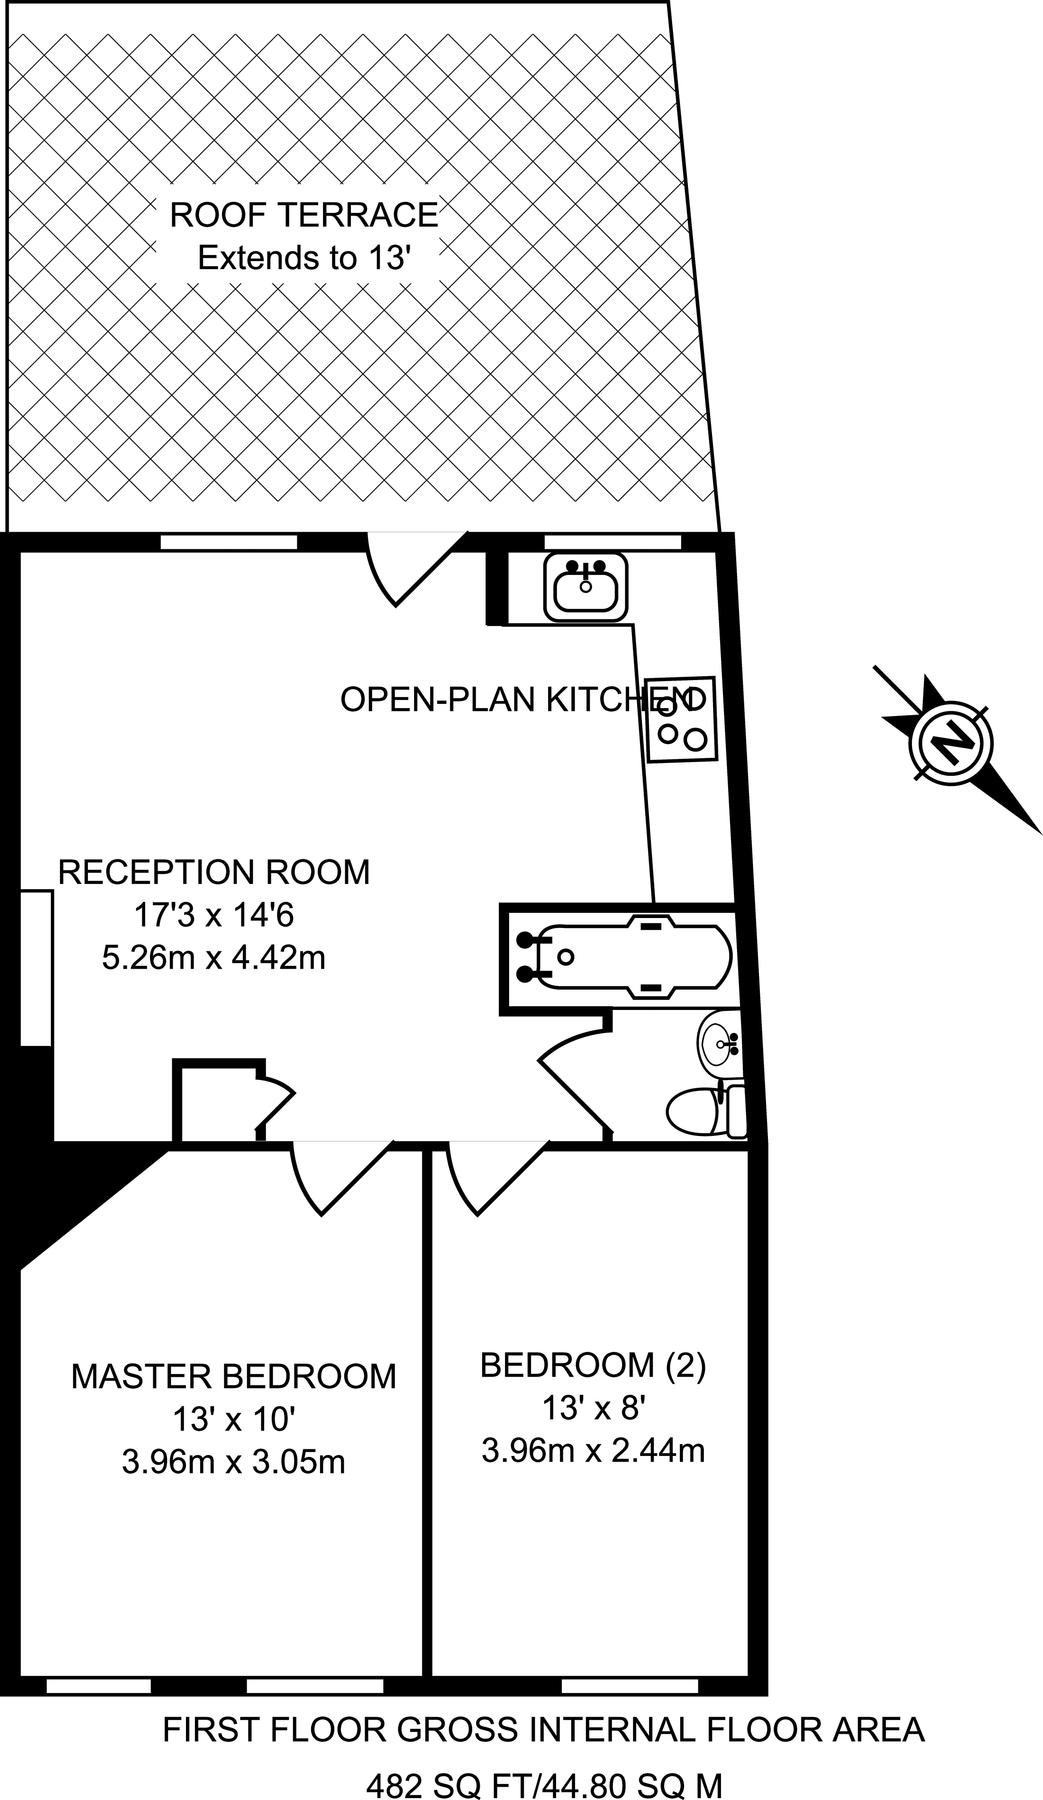 ROOF TERRACE
Extends to 13'
OPEN-PLAN KITCHEN
N
RECEPTION ROOM
17'3 x 14'6
5.26m x 4.42m
MASTER BEDROOM
13' x 10'
3.96m x 3.05m
BEDROOM (2)
13' x 8'
3.96m x 2.44m
FIRST FLOOR GROSS INTERNAL FLOOR AREA
482 SQ FT/44.80 SQ M